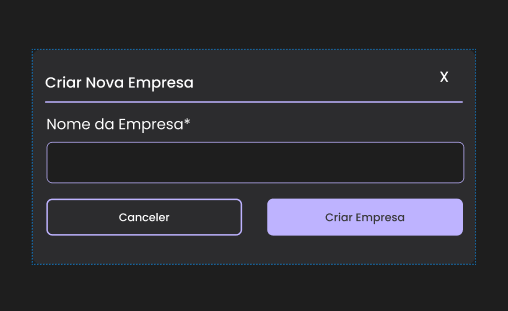 Criar Nova Empresa
X
Nome da Empresa*
Canceler
Criar Empresa